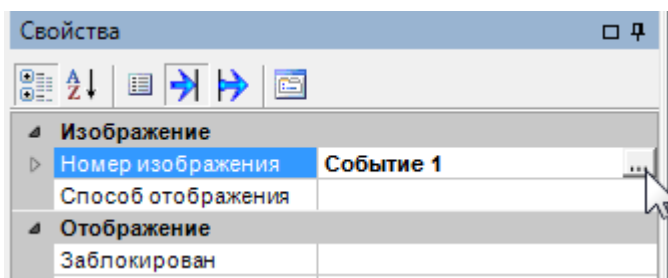 Свойства
Изображение
Номер изображения Событие 1 ...
Способ отображения
Отображение
Заблокирован